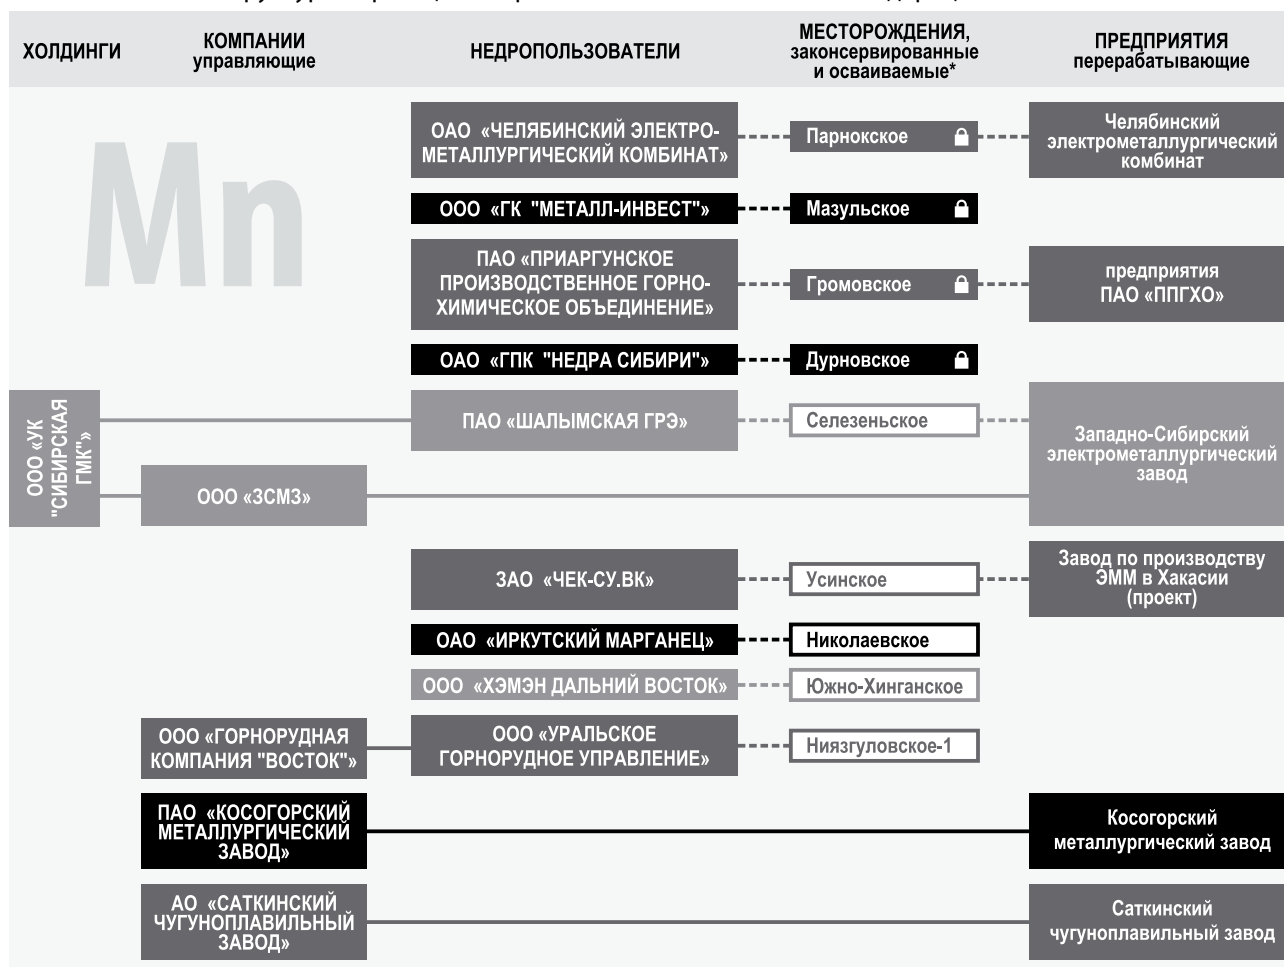 ХОЛДИНГИ
КОМПАНИИ
управляющие
НЕДРОПОЛЬЗОВАТЕЛИ
МЕСТОРОЖДЕНИЯ,
законсервированные
и осваиваемые*
ПРЕДПРИЯТИЯ
перерабатывающие
Mn
ОАО «ЧЕЛЯБИНСКИЙ ЭЛЕКТРО-
МЕТАЛЛУРГИЧЕСКИЙ КОМБИНАТ»
Парнокское
Челябинский
электрометаллургический
комбинат
ООО «ГК "МЕТАЛЛ-ИНВЕСТ"»
Мазульское
ПАО «ПРИАРГУНСКОЕ
ПРОИЗВОДСТВЕННОЕ ГОРНО-
ХИМИЧЕСКОЕ ОБЪЕДИНЕНИЕ»
Громовское
предприятия
ПАО «ППГХО»
ОАО «ГПК "НЕДРА СИБИРИ"»
Дурновское
ООО «УК
"СИБИРСКАЯ
ГМК"»
ПАО «ШАЛЫМСКАЯ ГРЭ»
Селезеньское
Западно-Сибирский
электрометаллургический
завод
ООО «ЗСМЗ»
ЗАО «ЧЕК-СУ.ВК»
Усинское
Завод по производству
ЭММ в Хакасии
(проект)
ОАО «ИРКУТСКИЙ МАРГАНЕЦ»
Николаевское
ООО «ХЭМЭН ДАЛЬНИЙ ВОСТОК»
Южно-Хинганское
ООО «ГОРНОРУДНАЯ
КОМПАНИЯ "ВОСТОК"»
ООО «УРАЛЬСКОЕ
ГОРНОРУДНОЕ УПРАВЛЕНИЕ»
Ниязгуловское-1
ПАО «КОСОГОРСКИЙ
МЕТАЛЛУРГИЧЕСКИЙ
ЗАВОД»
Косогорский
металлургический завод
АО «САТКИНСКИЙ
ЧУГУНОПЛАВИЛЬНЫЙ
ЗАВОД»
Саткинский
чугуноплавильный завод